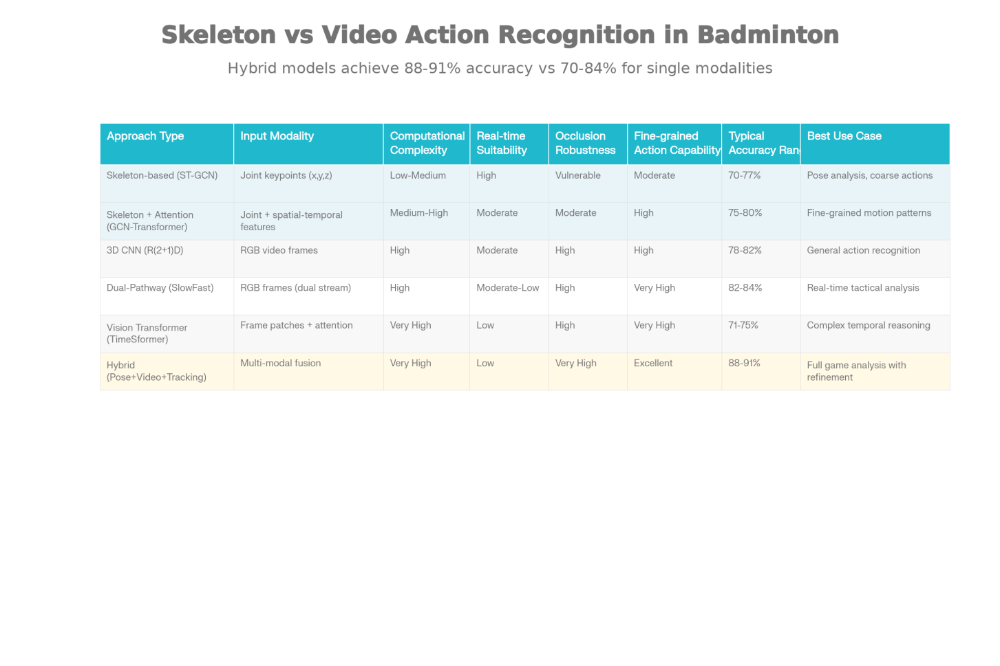 Skeleton vs Video Action Recognition in Badminton
Hybrid models achieve 88-91% accuracy vs 70-84% for single modalities
Approach Type
Input Modality
Computational
Complexity
Real-time
Suitability
Occlusion
Robustness
Fine-grained
Action Capability
Typical
Accuracy Ran
Best Use Case
Skeleton-based (ST-GCN)
Joint keypoints (x,y,z)
Low-Medium
High
Vulnerable
Moderate
70-77%
Pose analysis, coarse actions
Skeleton + Attention
(GCN-Transformer)
Joint + spatial-temporal
features
Medium-High
Moderate
Moderate
High
75-80%
Fine-grained motion patterns
3D CNN (R(2+1)D)
RGB video frames
High
Moderate
High
High
78-82%
General action recognition
Dual-Pathway (SlowFast)
RGB frames (dual stream)
High
Moderate-Low
High
Very High
82-84%
Real-time tactical analysis
Vision Transformer
(TimeSformer)
Frame patches + attention
Very High
Low
High
Very High
71-75%
Complex temporal reasoning
Hybrid
(Pose+Video+Tracking)
Multi-modal fusion
Very High
Low
Very High
Excellent
88-91%
Full game analysis with
refinement